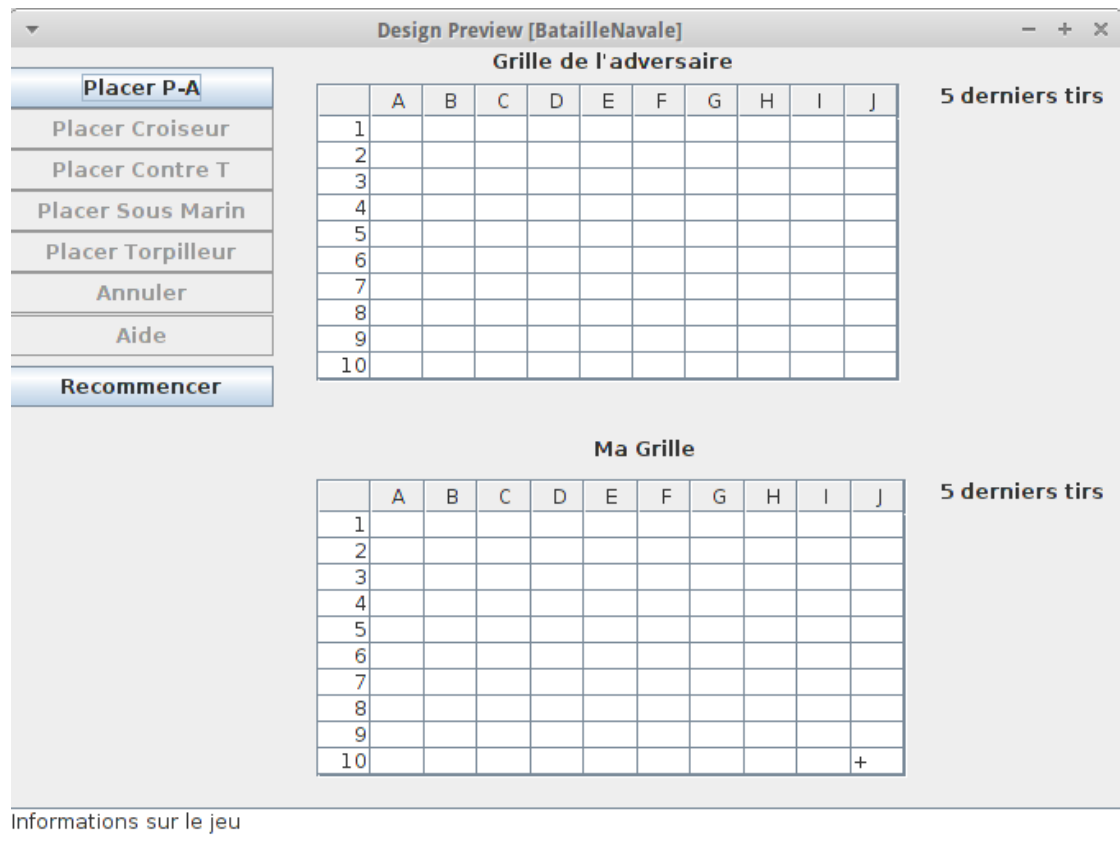 Design Preview [BatailleNavale]
Placer P-A
Placer Croiseur
Placer Contre T
Placer Sous Marin
Placer Torpilleur
Annuler
Aide
Recommencer
Grille de l'adversaire
A B C D E F G H I J
1
2
3
4
5
6
7
8
9
10
5 derniers tirs
Ma Grille
A B C D E F G H I J
1
2
3
4
5
6
7
8
9
10 +
5 derniers tirs
Informations sur le jeu